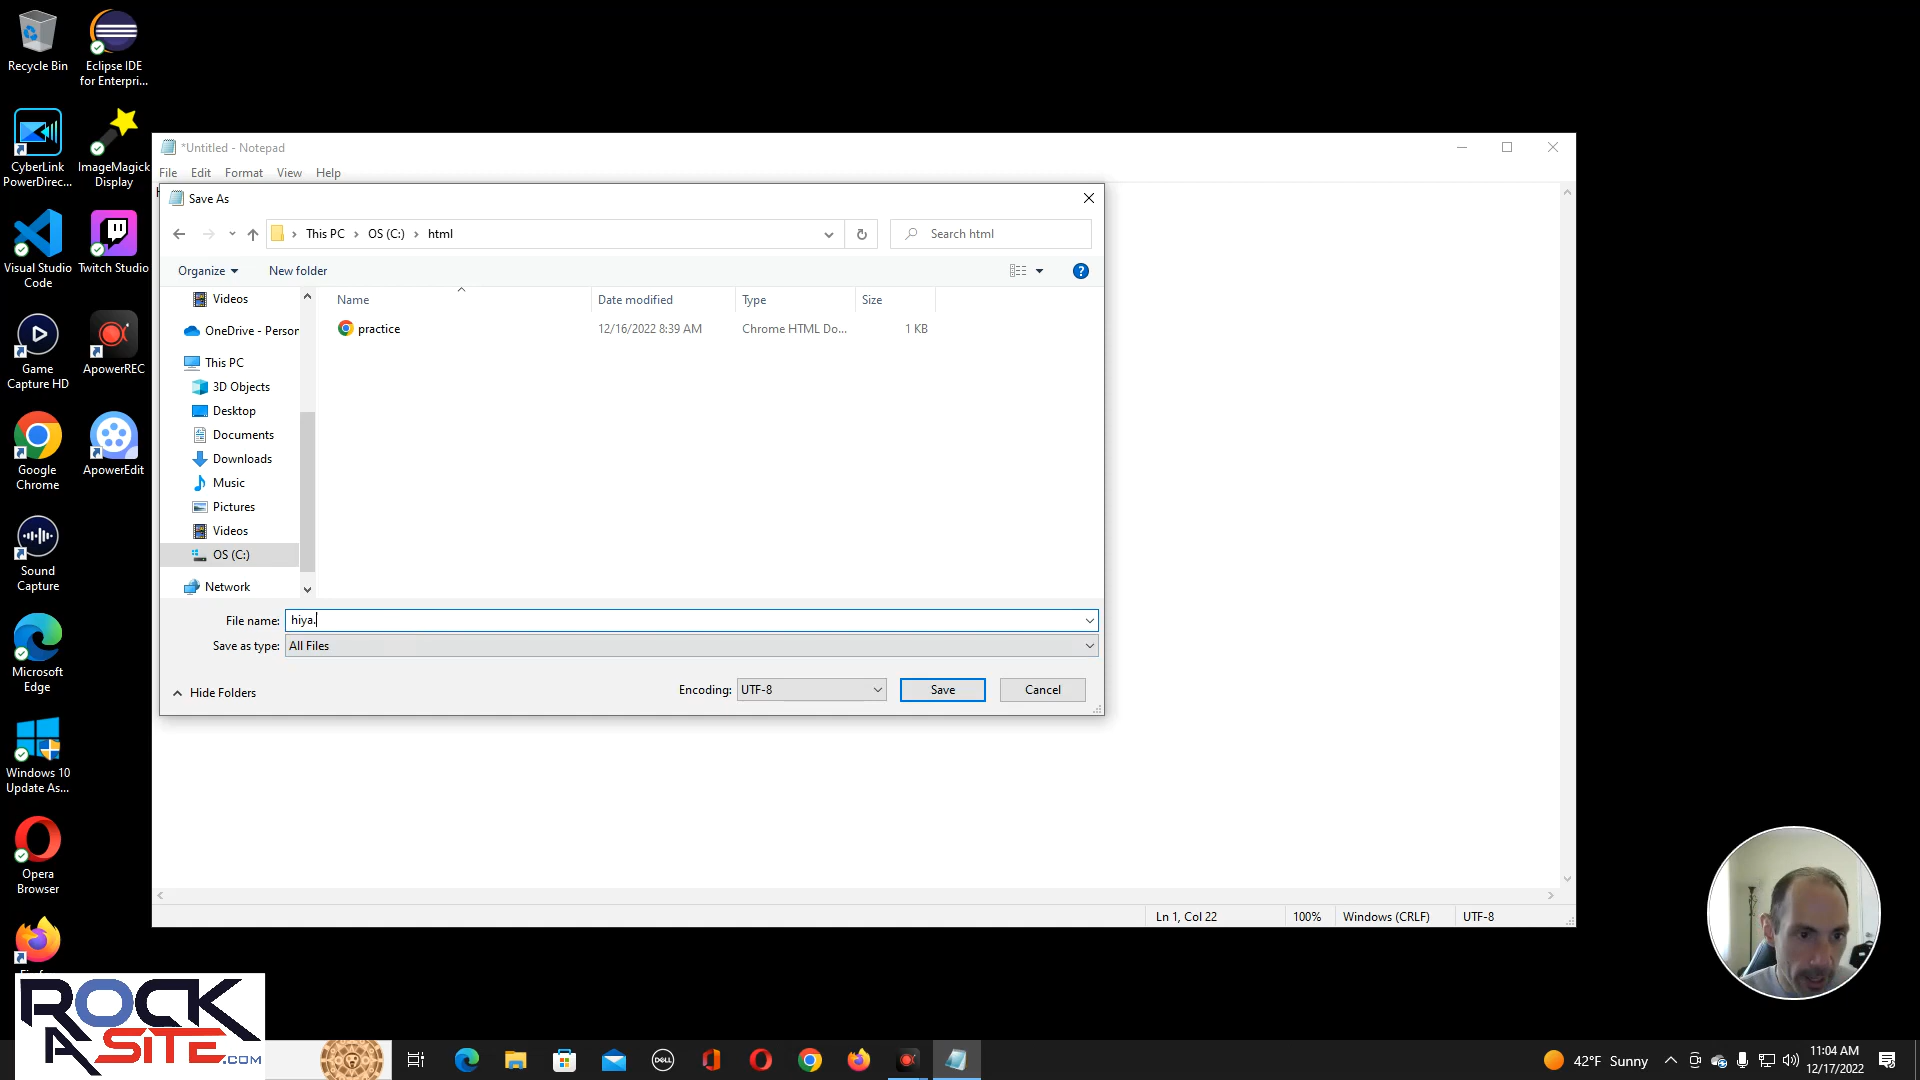 Recycle Bin
Eclipse IDE
for Enterpri...
CyberLink
PowerDirec...
ImageMagick
Display
Visual Studio
Code
Twitch Studio
Game
Capture HD
ApowerREC
Google
Chrome
ApowerEdit
Sound
Capture
Microsoft
Edge
Windows 10
Update As...
Opera
Browser
*Untitled - Notepad
File Edit Format View Help
Save As
This PC > OS (C:) > html
Search html
Organize New folder
Name Date modified Type Size
practice 12/16/2022 8:39 AM Chrome HTML Do... 1 KB
Videos
OneDrive - Person
This PC
3D Objects
Desktop
Documents
Downloads
Music
Pictures
Videos
OS (C:)
Network
File name: hiya.
Save as type: All Files
Hide Folders
Encoding: UTF-8 Save Cancel
Ln 1, Col 22 100% Windows (CRLF) UTF-8
ROCK
A SITE.COM
DELL
42°F Sunny
11:04 AM
12/17/2022